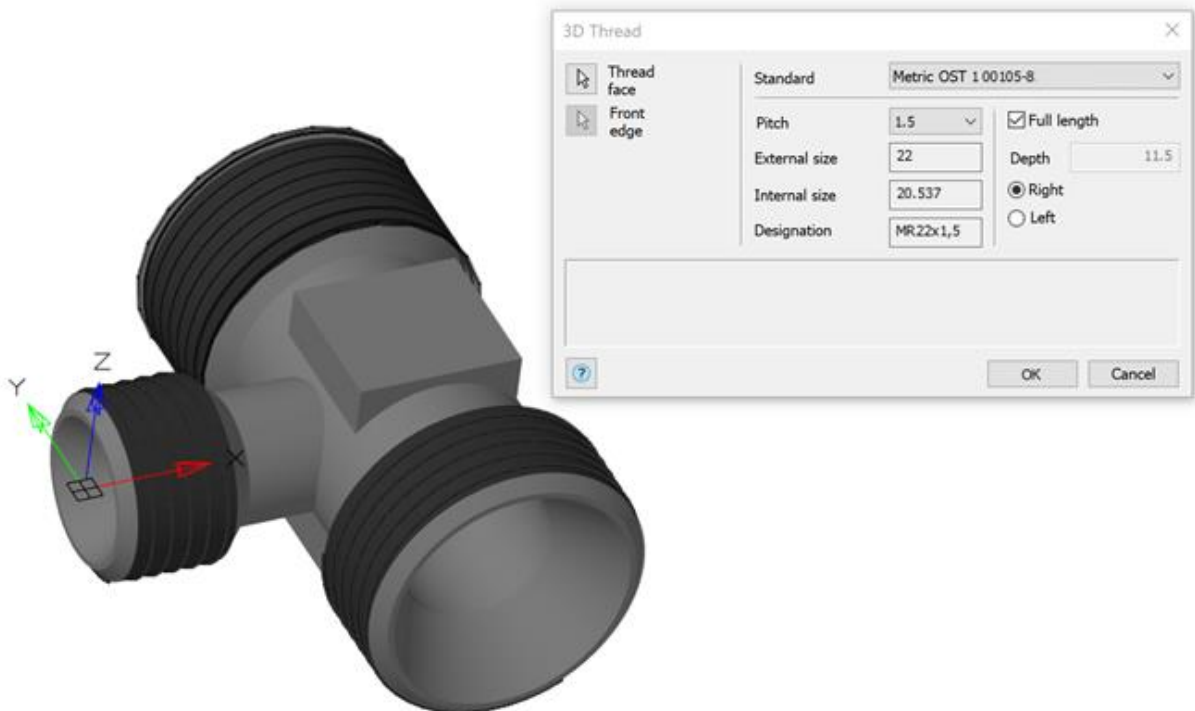 3D Thread
Thread
face
Front
edge
Standard
Metric OST 1 00105-8
Pitch
1.5
External size
22
Internal size
20.537
Designation
MR22x1,5
Full length
Depth
11.5
Right
Left
?
OK
Cancel
Z
Y
X